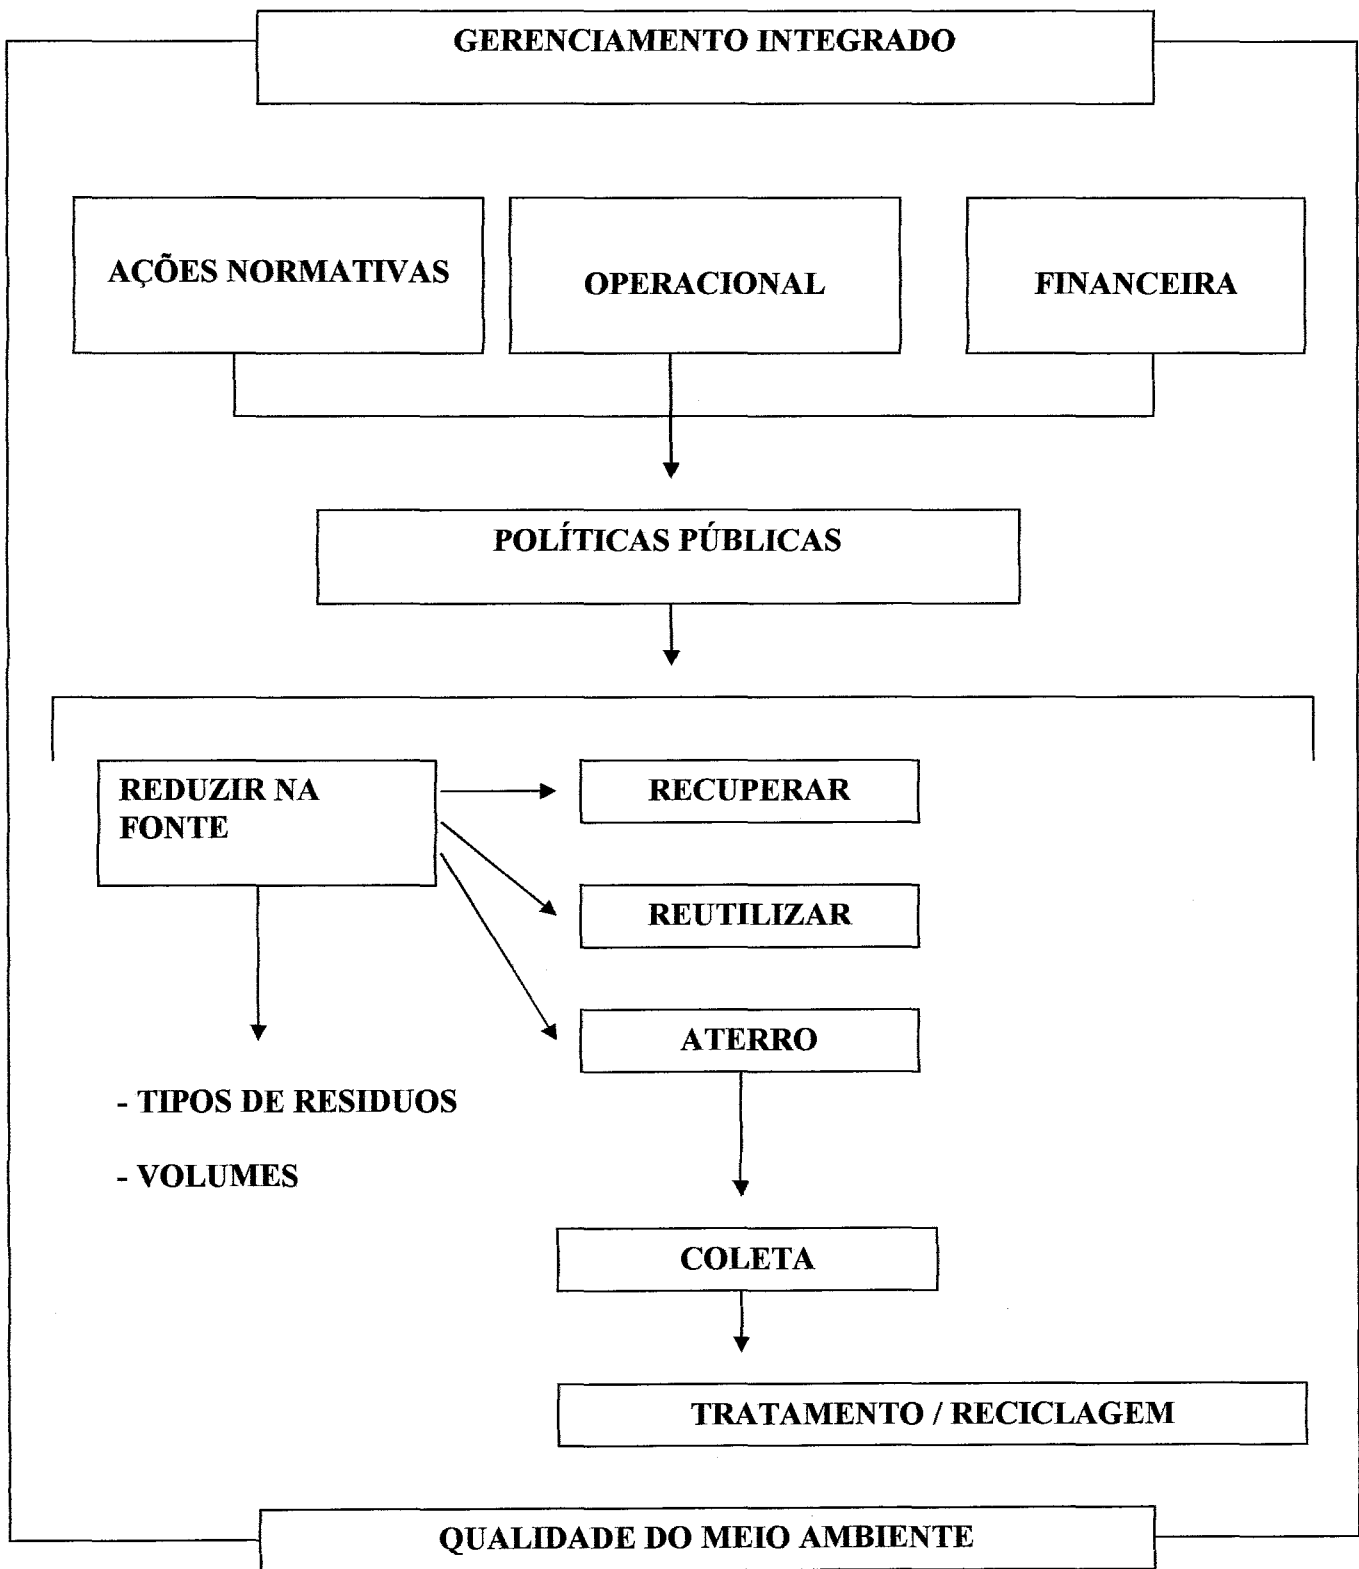 GERENCIAMENTO INTEGRADO
AÇÕES NORMATIVAS
OPERACIONAL
FINANCEIRA
POLÍTICAS PÚBLICAS
REDUZIR NA
FONTE
RECUPERAR
REUTILIZAR
ATERRO
- TIPOS DE RESIDUOS
- VOLUMES
COLETA
TRATAMENTO / RECICLAGEM
QUALIDADE DO MEIO AMBIENTE